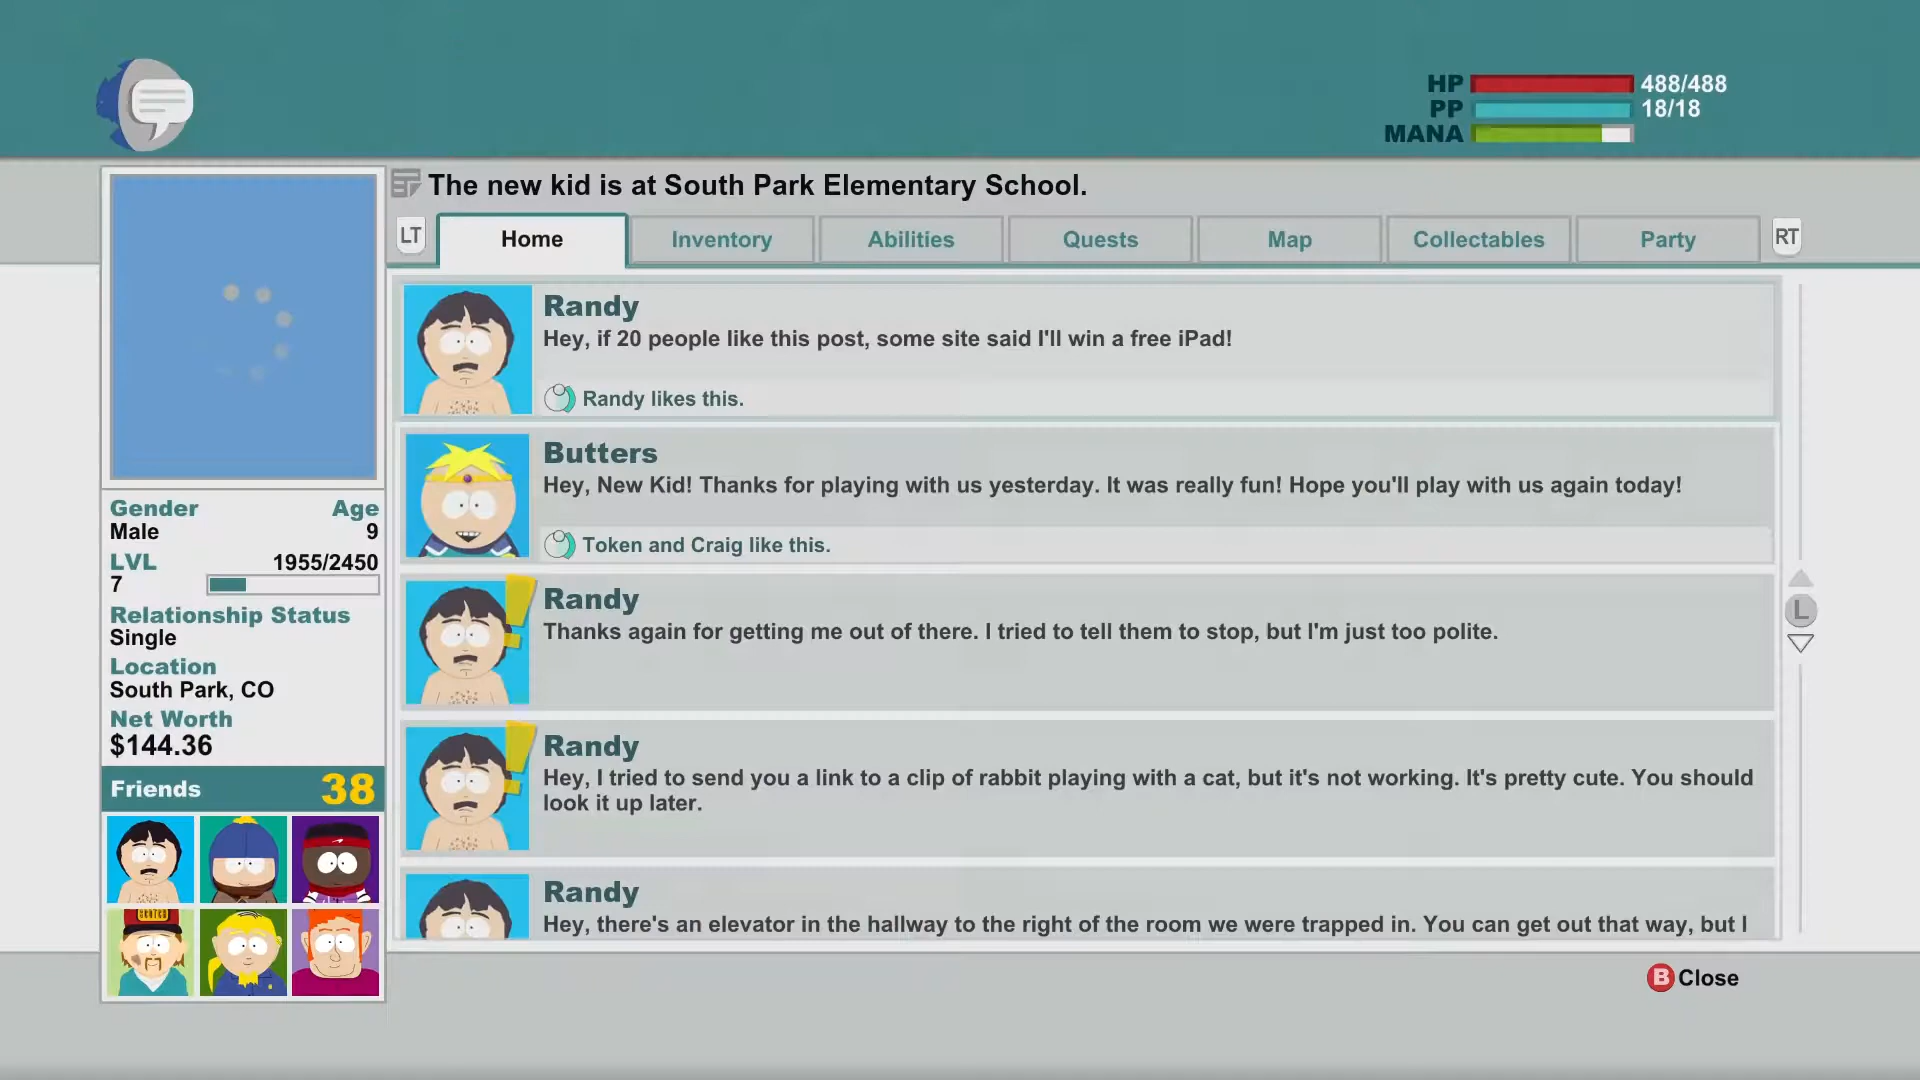 HP 488/488
PP 18/18
MANA
The new kid is at South Park Elementary School.
LT Home Inventory Abilities Quests Map Collectables Party RT
Gender Age
Male 9
LVL 1955/2450
7
Relationship Status
Single
Location
South Park, CO
Net Worth
$144.36
Friends 38
Randy
Hey, if 20 people like this post, some site said I'll win a free iPad!
Randy likes this.
Butters
Hey, New Kid! Thanks for playing with us yesterday. It was really fun! Hope you'll play with us again today!
Token and Craig like this.
Randy
Thanks again for getting me out of there. I tried to tell them to stop, but I'm just too polite.
Randy
Hey, I tried to send you a link to a clip of rabbit playing with a cat, but it's not working. It's pretty cute. You should
look it up later.
Randy
Hey, there's an elevator in the hallway to the right of the room we were trapped in. You can get out that way, but I
L
B Close